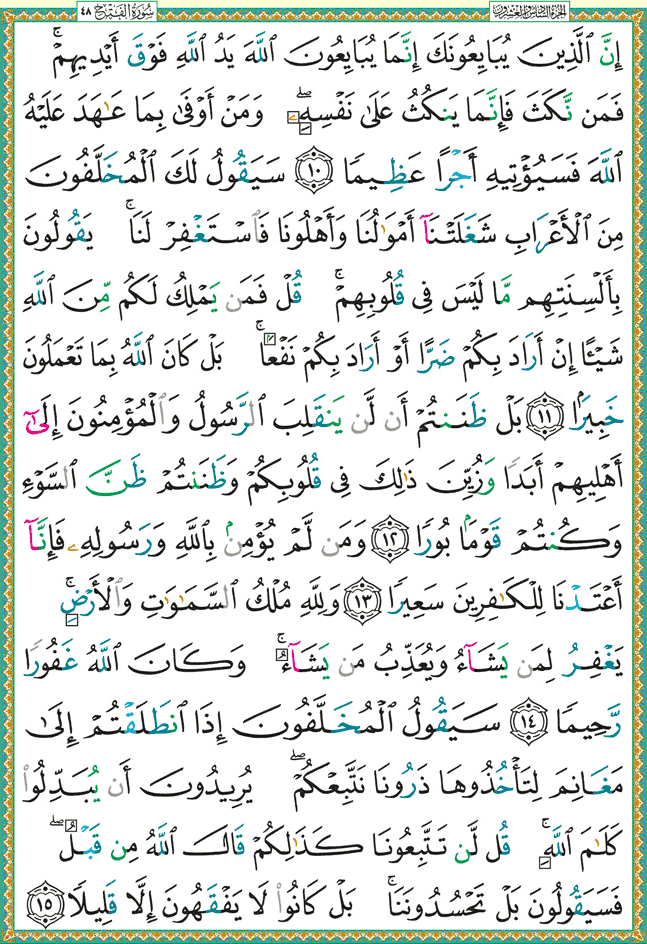 الجزء السادس والعشرون سُورَةُ الفَتْحِ ٤٨
إِنَّ ٱلَّذِينَ يُبَايِعُونَكَ إِنَّمَا يُبَايِعُونَ ٱللَّهَ يَدُ ٱللَّهِ فَوْقَ أَيْدِيهِمْۚ
فَمَن نَّكَثَ فَإِنَّمَا يَنكُثُ عَلَىٰ نَفْسِهِۦۖ وَمَنْ أَوْفَىٰ بِمَا عَٰهَدَ عَلَيْهُ
ٱللَّهَ فَسَيُؤْتِيهِ أَجْرًا عَظِيمًا ١٠ سَيَقُولُ لَكَ ٱلْمُخَلَّفُونَ
مِنَ ٱلْأَعْرَابِ شَغَلَتْنَآ أَمْوَٰلُنَا وَأَهْلُونَا فَٱسْتَغْفِرْ لَنَاۚ يَقُولُونَ
بِأَلْسِنَتِهِم مَّا لَيْسَ فِي قُلُوبِهِمْۚ قُلْ فَمَن يَمْلِكُ لَكُم مِّنَ ٱللَّهِ
شَيْـًٔا إِنْ أَرَادَ بِكُمْ ضَرًّا أَوْ أَرَادَ بِكُمْ نَفْعَۢاۚ بَلْ كَانَ ٱللَّهُ بِمَا تَعْمَلُونَ
خَبِيرَۢا ١١ بَلْ ظَنَنتُمْ أَن لَّن يَنقَلِبَ ٱلرَّسُولُ وَٱلْمُؤْمِنُونَ إِلَىٰٓ
أَهْلِيهِمْ أَبَدًا وَزُيِّنَ ذَٰلِكَ فِي قُلُوبِكُمْ وَظَنَنتُمْ ظَنَّ ٱلسَّوْءِ
وَكُنتُمْ قَوْمَۢا بُورًا ١٢ وَمَن لَّمْ يُؤْمِنۢ بِٱللَّهِ وَرَسُولِهِۦ فَإِنَّآ
أَعْتَدْنَا لِلْكَٰفِرِينَ سَعِيرًا ١٣ وَلِلَّهِ مُلْكُ ٱلسَّمَٰوَٰتِ وَٱلْأَرْضِۚ
يَغْفِرُ لِمَن يَشَآءُ وَيُعَذِّبُ مَن يَشَآءُۚ وَكَانَ ٱللَّهُ غَفُورًا
رَّحِيمًا ١٤ سَيَقُولُ ٱلْمُخَلَّفُونَ إِذَا ٱنطَلَقْتُمْ إِلَىٰ
مَغَانِمَ لِتَأْخُذُوهَا ذَرُونَا نَتَّبِعْكُمْۖ يُرِيدُونَ أَن يُبَدِّلُوا۟
كَلَٰمَ ٱللَّهِۚ قُل لَّن تَتَّبِعُونَا كَذَٰلِكُمْ قَالَ ٱللَّهُ مِن قَبْلُۖ
فَسَيَقُولُونَ بَلْ تَحْسُدُونَنَاۚ بَلْ كَانُوا۟ لَا يَفْقَهُونَ إِلَّا قَلِيلًا ١٥